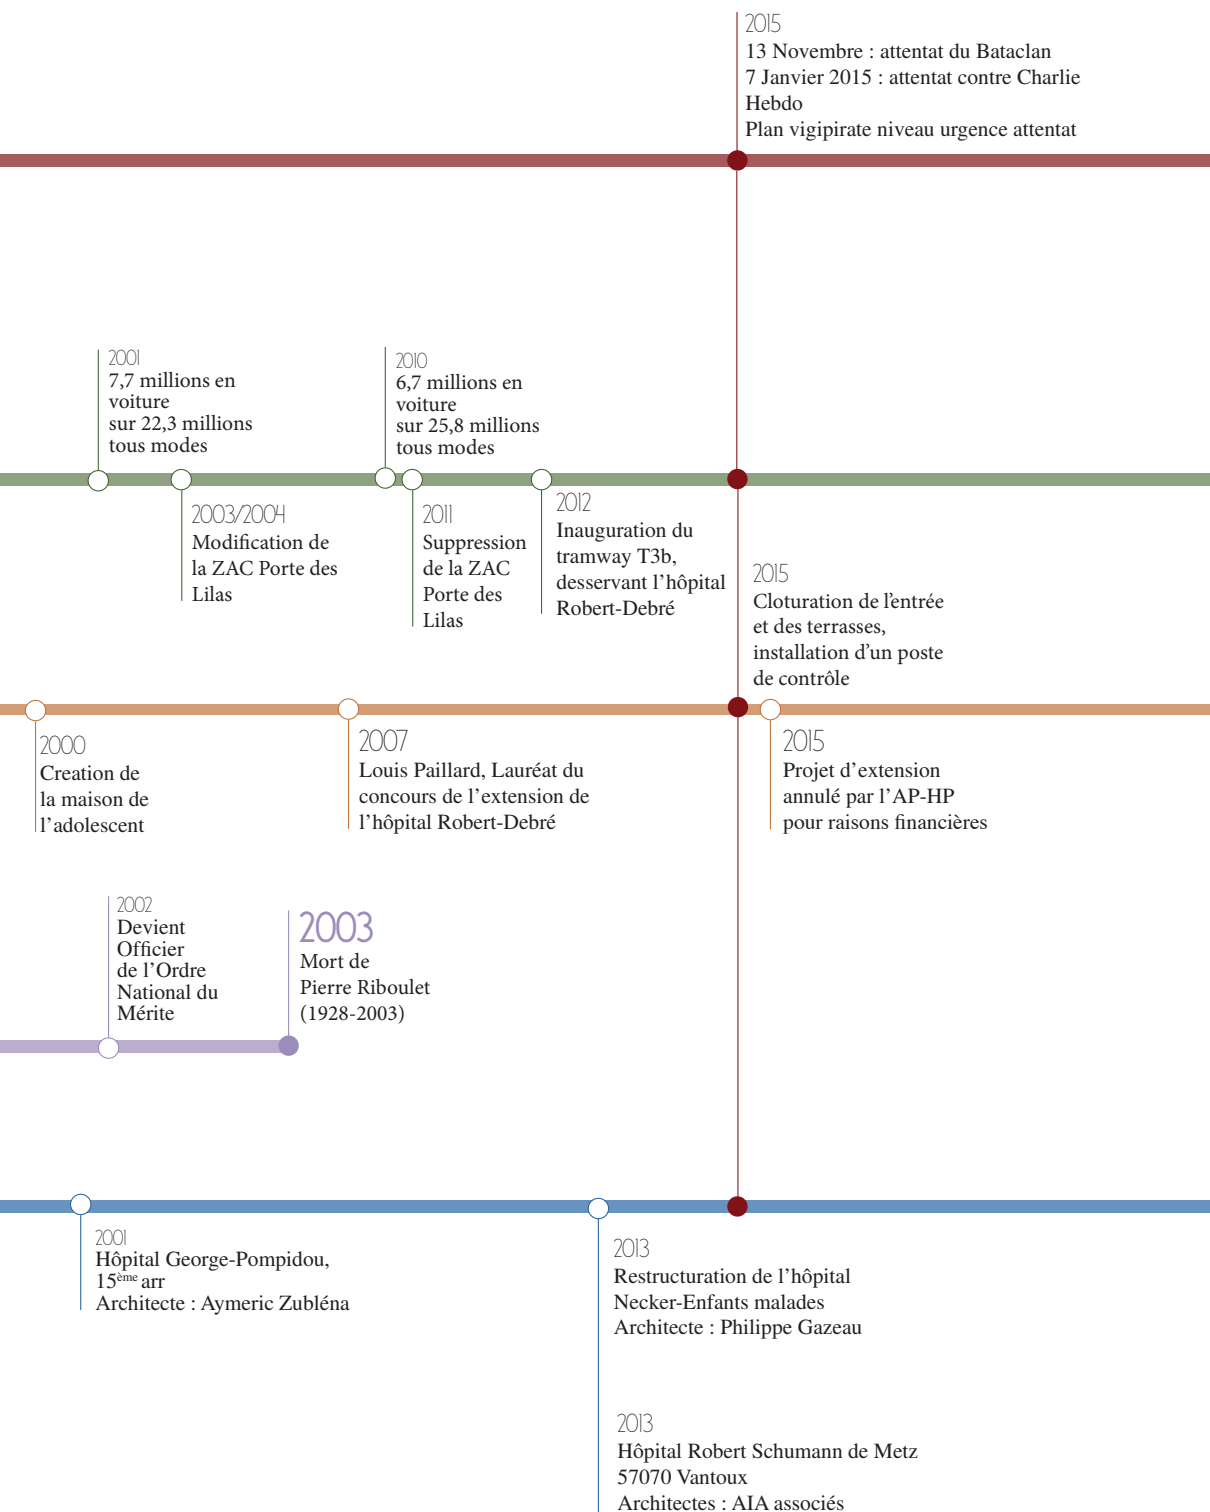 2015
13 Novembre : attentat du Bataclan
7 Janvier 2015 : attentat contre Charlie
Hebdo
Plan vigipirate niveau urgence attentat
2001
7,7 millions en
voiture
sur 22,3 millions
tous modes
2010
6,7 millions en
voiture
sur 25,8 millions
tous modes
2003/2004
Modification de
la ZAC Porte des
Lilas
2011
Suppression
de la ZAC
Porte des
Lilas
2012
Inauguration du
tramway T3b,
desservant l’hôpital
Robert-Debré
2015
Cloturation de l’entrée
et des terrasses,
installation d’un poste
de contrôle
2000
Creation de
la maison de
l’adolescent
2007
Louis Paillard, Lauréat du
concours de l’extension de
l’hôpital Robert-Debré
2015
Projet d’extension
annulé par l’AP-HP
pour raisons financières
2002
Devient
Officier
de l’Ordre
National du
Mérite
2003
Mort de
Pierre Riboulet
(1928-2003)
2001
Hôpital George-Pompidou,
15ème arr
Architecte : Aymeric Zubléna
2013
Restructuration de l’hôpital
Necker-Enfants malades
Architecte : Philippe Gazeau
2013
Hôpital Robert Schumann de Metz
57070 Vantoux
Architectes : AIA associés